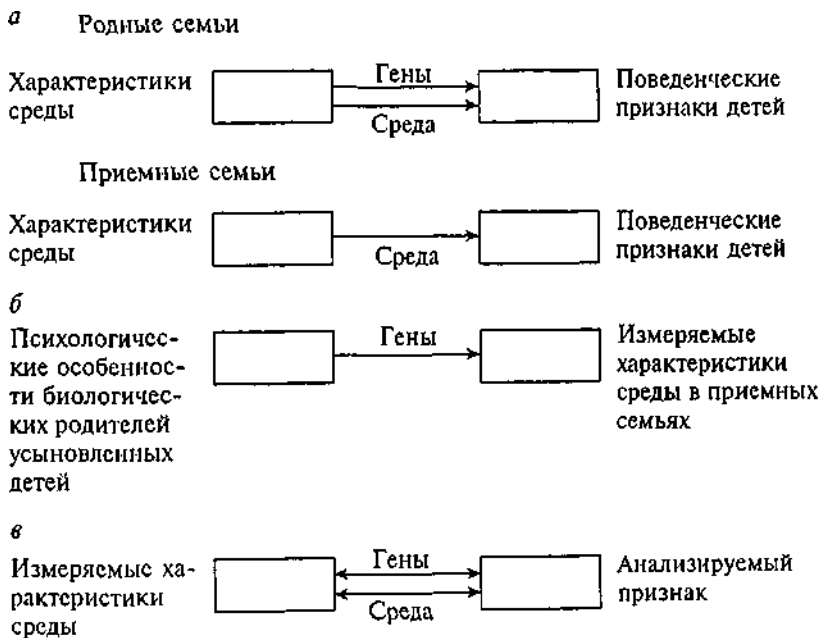 а
Родные семьи
Характеристики
среды
Гены
Среда
Поведенческие
признаки детей
Приемные семьи
Характеристики
среды
Среда
Поведенческие
признаки детей
б
Психологичес-
кие особеннос-
ти биологичес-
ких родителей
усыновленных
детей
Гены
Измеряемые
характеристики
среды в приемных
семьях
в
Измеряемые ха-
рактеристики
среды
Гены
Среда
Анализируемый
признак